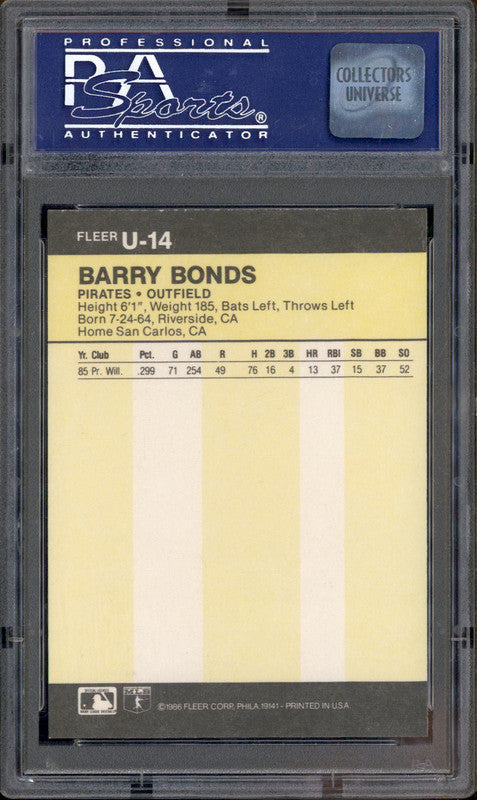 PROFESSIONAL
PSA
Sports®
AUTHENTICATOR
COLLECTORS
UNIVERSE
FLEER U-14
BARRY BONDS
PIRATES • OUTFIELD
Height 6'1", Weight 185, Bats Left, Throws Left
Born 7-24-64, Riverside, CA
Home San Carlos, CA
Yr. Club Pct. G AB R H 2B 3B HR RBI SB BB SO
85 Pr. Will. .299 71 254 49 76 16 4 13 37 15 37 52
MLB
©1986 FLEER CORP., PHILA. 19141 - PRINTED IN U.S.A.